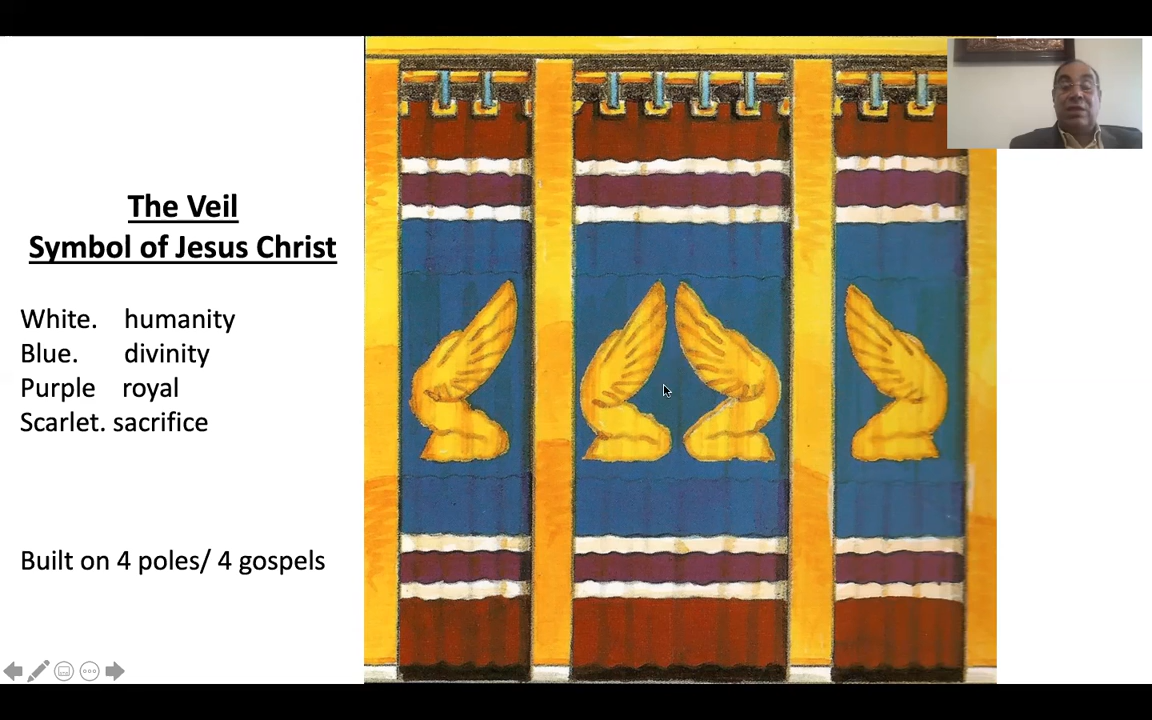 The Veil
Symbol of Jesus Christ
White. humanity
Blue. divinity
Purple royal
Scarlet. sacrifice
Built on 4 poles/ 4 gospels